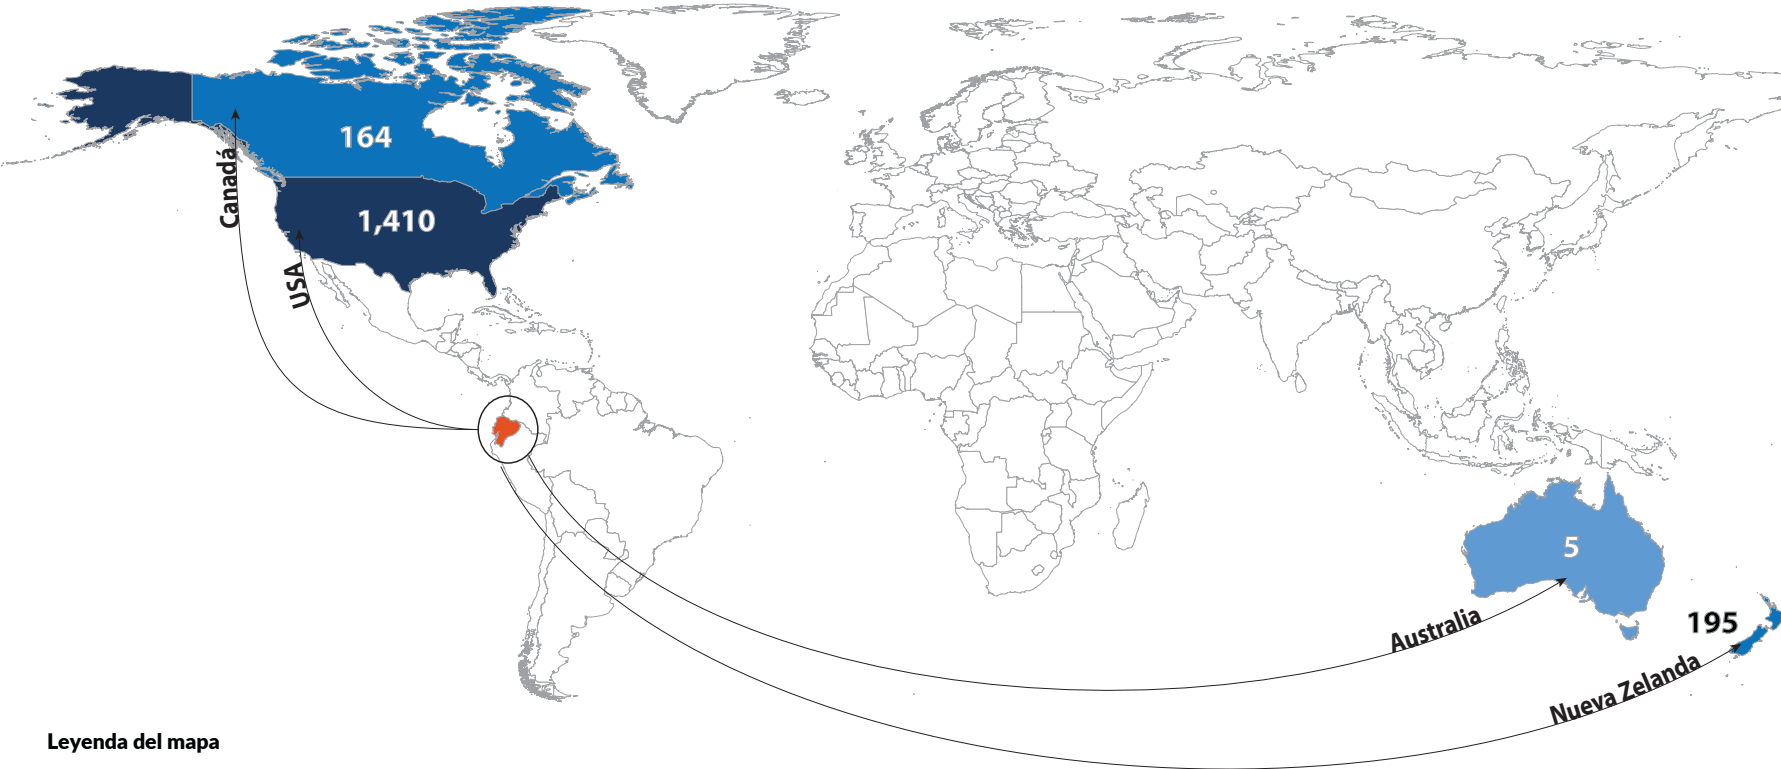 164
Canadá
1,410
USA
5
Australia
195
Nueva Zelanda
Leyenda del mapa